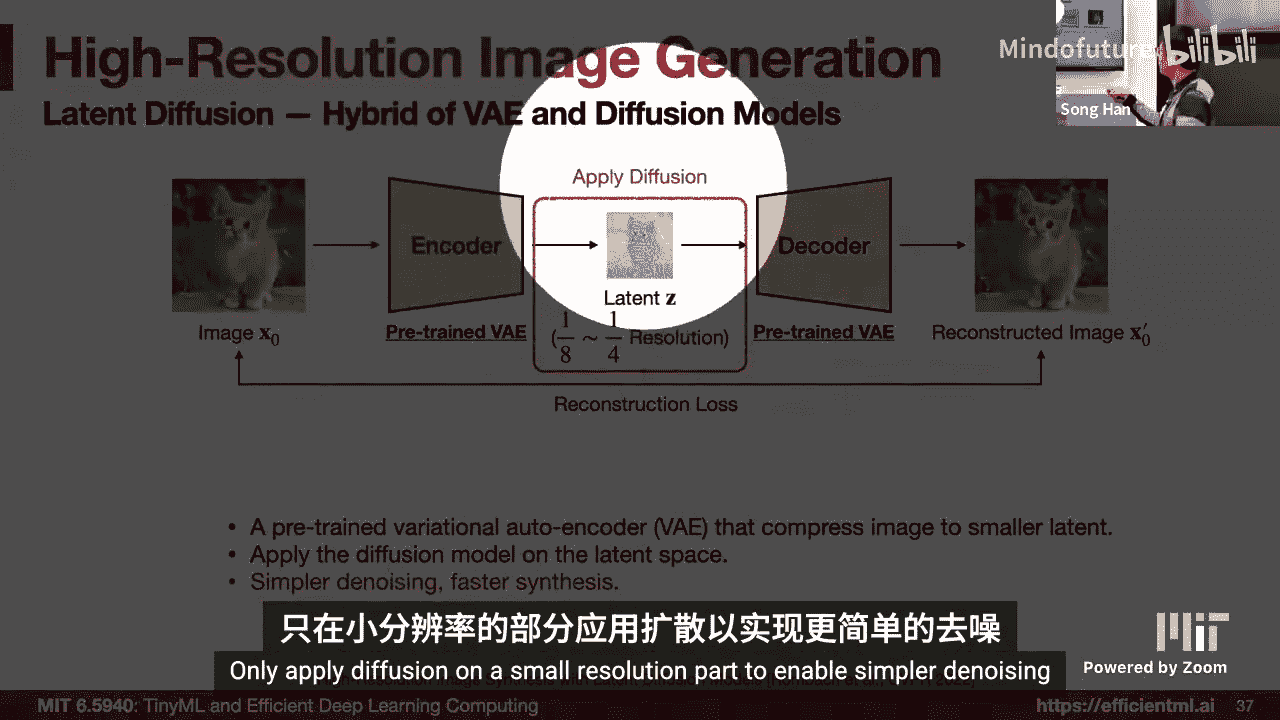 High-Resolution Image Generation
Mindofuture
bilibili
Song Han
Latent Diffusion — Hybrid of VAE and Diffusion Models
Apply Diffusion
Encoder
Decoder
Latent z
Image x₀
Pre-trained VAE
(1/8 ~ 1/4 Resolution)
Pre-trained VAE
Reconstructed Image x₀′
Reconstruction Loss
• A pre-trained variational auto-encoder (VAE) that compress image to smaller latent.
• Apply the diffusion model on the latent space.
• Simpler denoising, faster synthesis.
只在小分辨率的部分应用扩散以实现更简单的去噪
Only apply diffusion on a small resolution part to enable simpler denoising
MIT
Powered by Zoom
MIT 6.5940: TinyML and Efficient Deep Learning Computing
https://efficientml.ai
37